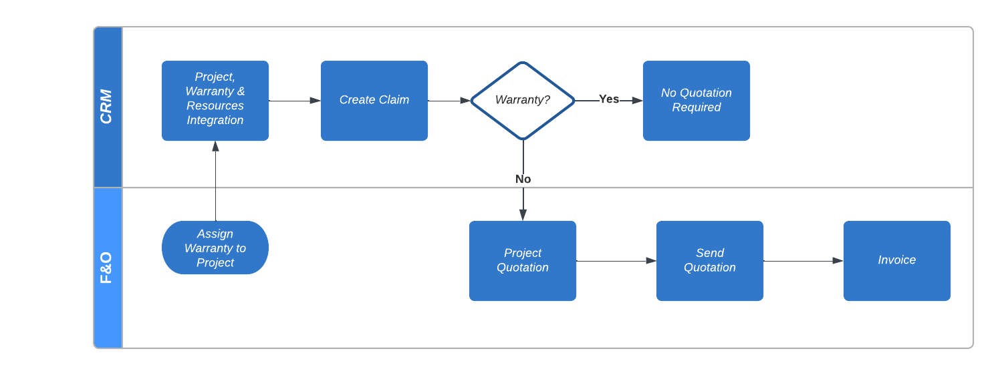 CRM
Project,
Warranty &
Resources
Integration
Create Claim
Warranty?
Yes
No Quotation
Required
No
F&O
Assign
Warranty to
Project
Project
Quotation
Send
Quotation
Invoice